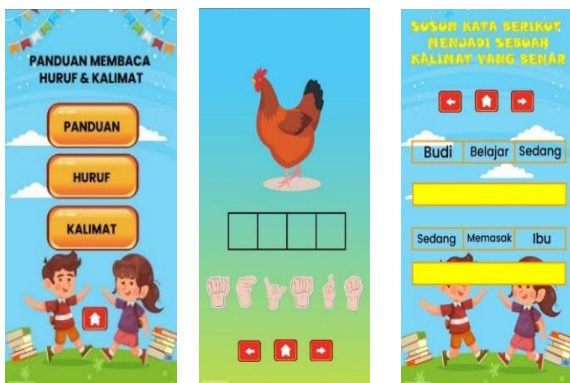 PANDUAN MEMBACA
HURUF & KALIMAT
PANDUAN
HURUF
KALIMAT
SUSUN KATA BERIKUT
MENJADI SEBUAH
KALIMAT YANG BENAR
Budi Belajar Sedang
Sedang Memasak Ibu